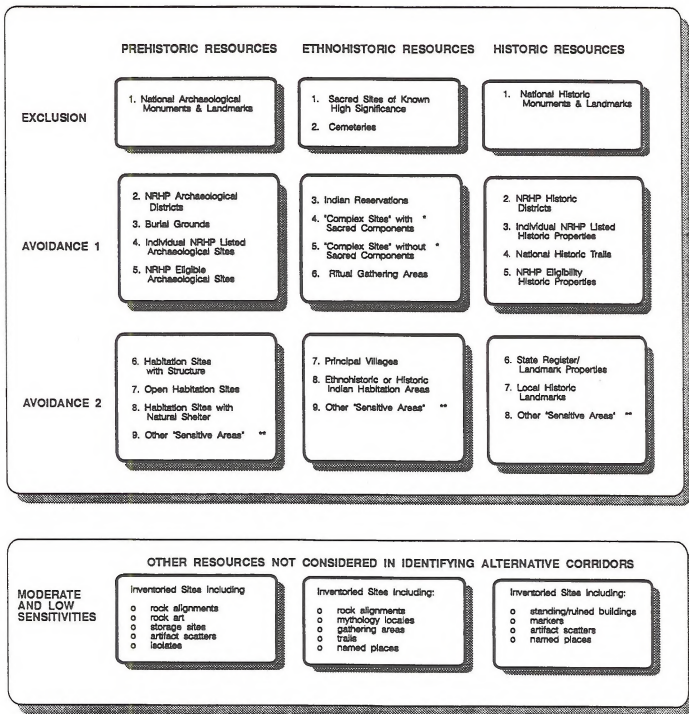 PREHISTORIC RESOURCES
ETHNOHISTORIC RESOURCES
HISTORIC RESOURCES
EXCLUSION
1. National Archaeological
Monuments & Landmarks
1. Sacred Sites of Known
High Significance
2. Cemeteries
1. National Historic
Monuments & Landmarks
AVOIDANCE 1
2. NRHP Archaeological
Districts
3. Burial Grounds
4. Individual NRHP Listed
Archaeological Sites
5. NRHP Eligible
Archaeological Sites
3. Indian Reservations
4. "Complex Sites" with *
Sacred Components
5. "Complex Sites" without *
Sacred Components
6. Ritual Gathering Areas
2. NRHP Historic
Districts
3. Individual NRHP Listed
Historic Properties
4. National Historic Trails
5. NRHP Eligibility
Historic Properties
AVOIDANCE 2
6. Habitation Sites
with Structure
7. Open Habitation Sites
8. Habitation Sites with
Natural Shelter
9. Other "Sensitive Areas" **
7. Principal Villages
8. Ethnohistoric or Historic
Indian Habitation Areas
9. Other "Sensitive Areas" **
6. State Register/
Landmark Properties
7. Local Historic
Landmarks
8. Other "Sensitive Areas" **
OTHER RESOURCES NOT CONSIDERED IN IDENTIFYING ALTERNATIVE CORRIDORS
MODERATE
AND LOW
SENSITIVITIES
Inventoried Sites Including
o rock alignments
o rock art
o storage sites
o artifact scatters
o isolates
Inventoried Sites Including:
o rock alignments
o mythology locales
o gathering areas
o trails
o named places
Inventoried Sites Including:
o standing/ruined buildings
o markers
o artifact scatters
o named places